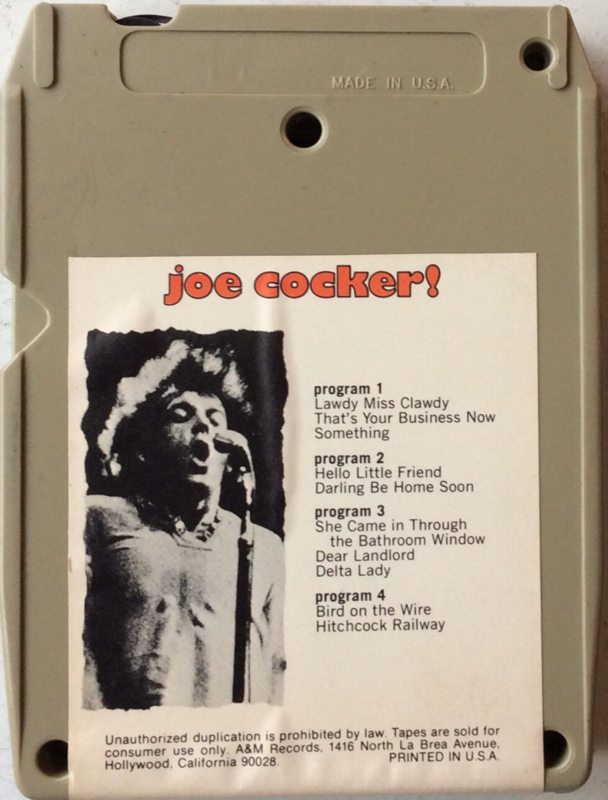 MADE IN U.S.A.
joe cocker!
program 1
Lawdy Miss Clawdy
That's Your Business Now
Something
program 2
Hello Little Friend
Darling Be Home Soon
program 3
She Came in Through
the Bathroom Window
Dear Landlord
Delta Lady
program 4
Bird on the Wire
Hitchcock Railway
Unauthorized duplication is prohibited by law. Tapes are sold for
consumer use only. A&M Records, 1416 North La Brea Avenue,
Hollywood, California 90028. PRINTED IN U.S.A.